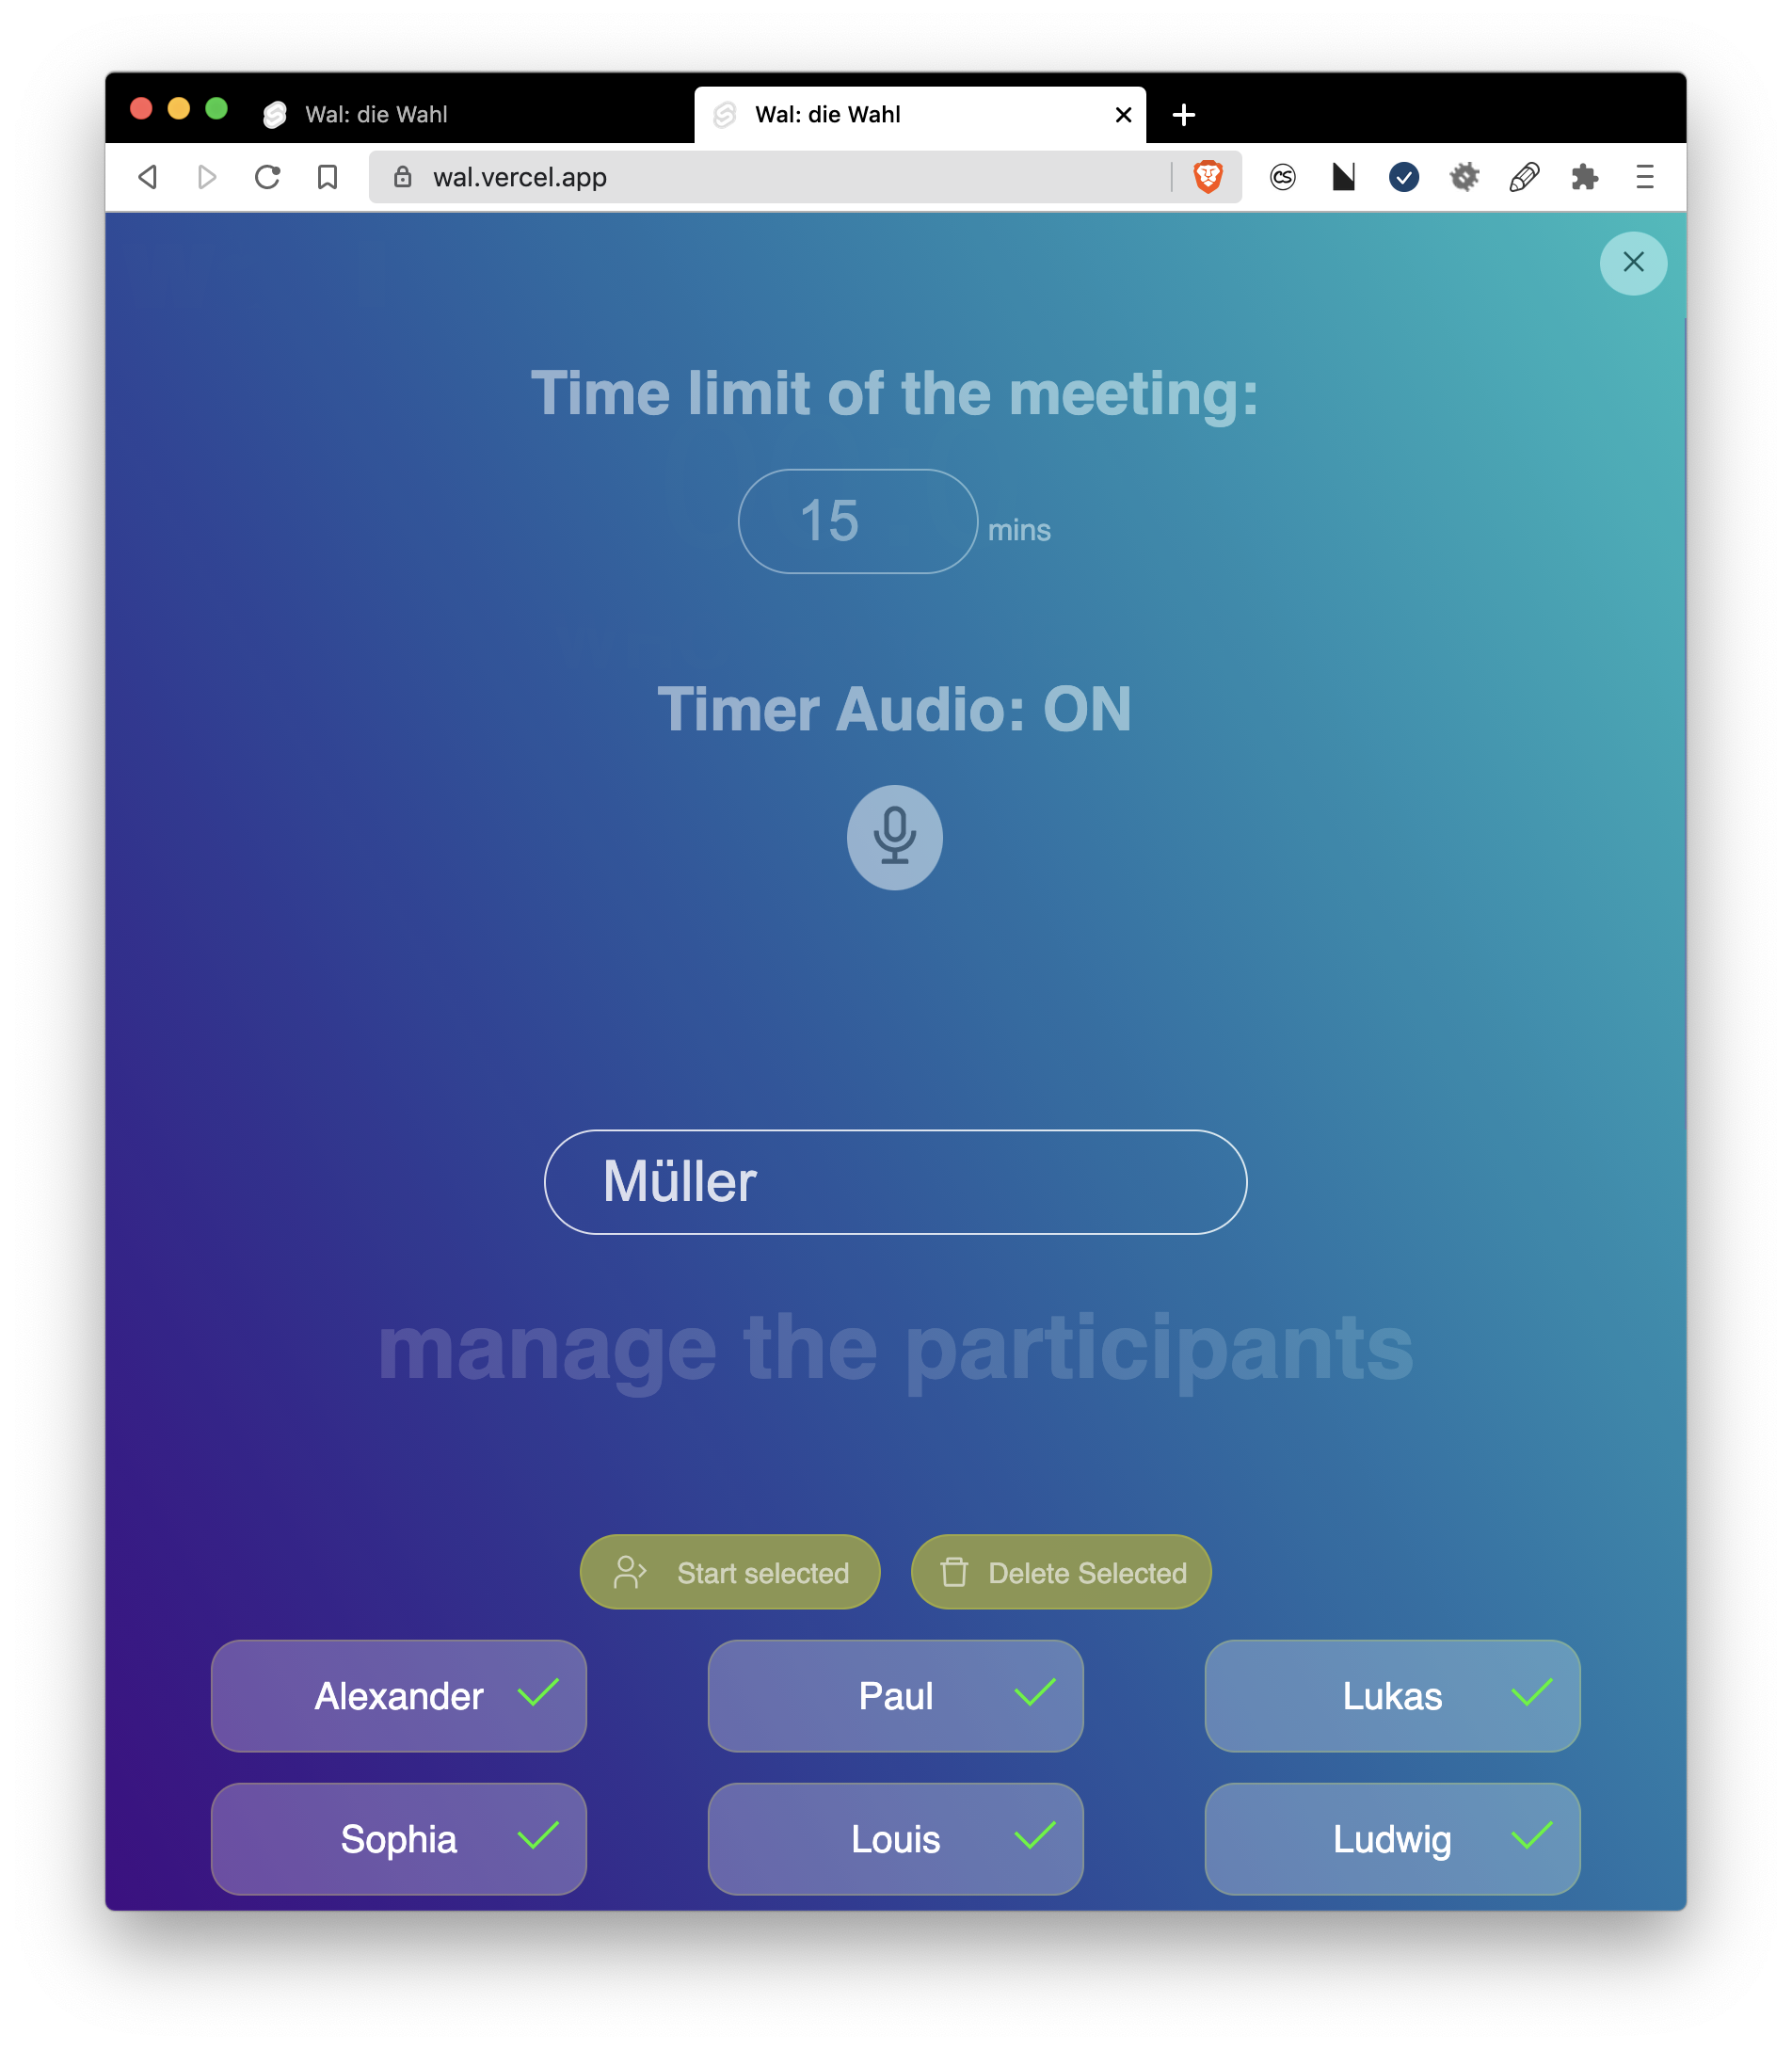 Wal: die Wahl
Wal: die Wahl
wal.vercel.app
CS
Time limit of the meeting:
15 mins
Timer Audio: ON
Müller
manage the participants
Start selected
Delete Selected
Alexander
Paul
Lukas
Sophia
Louis
Ludwig